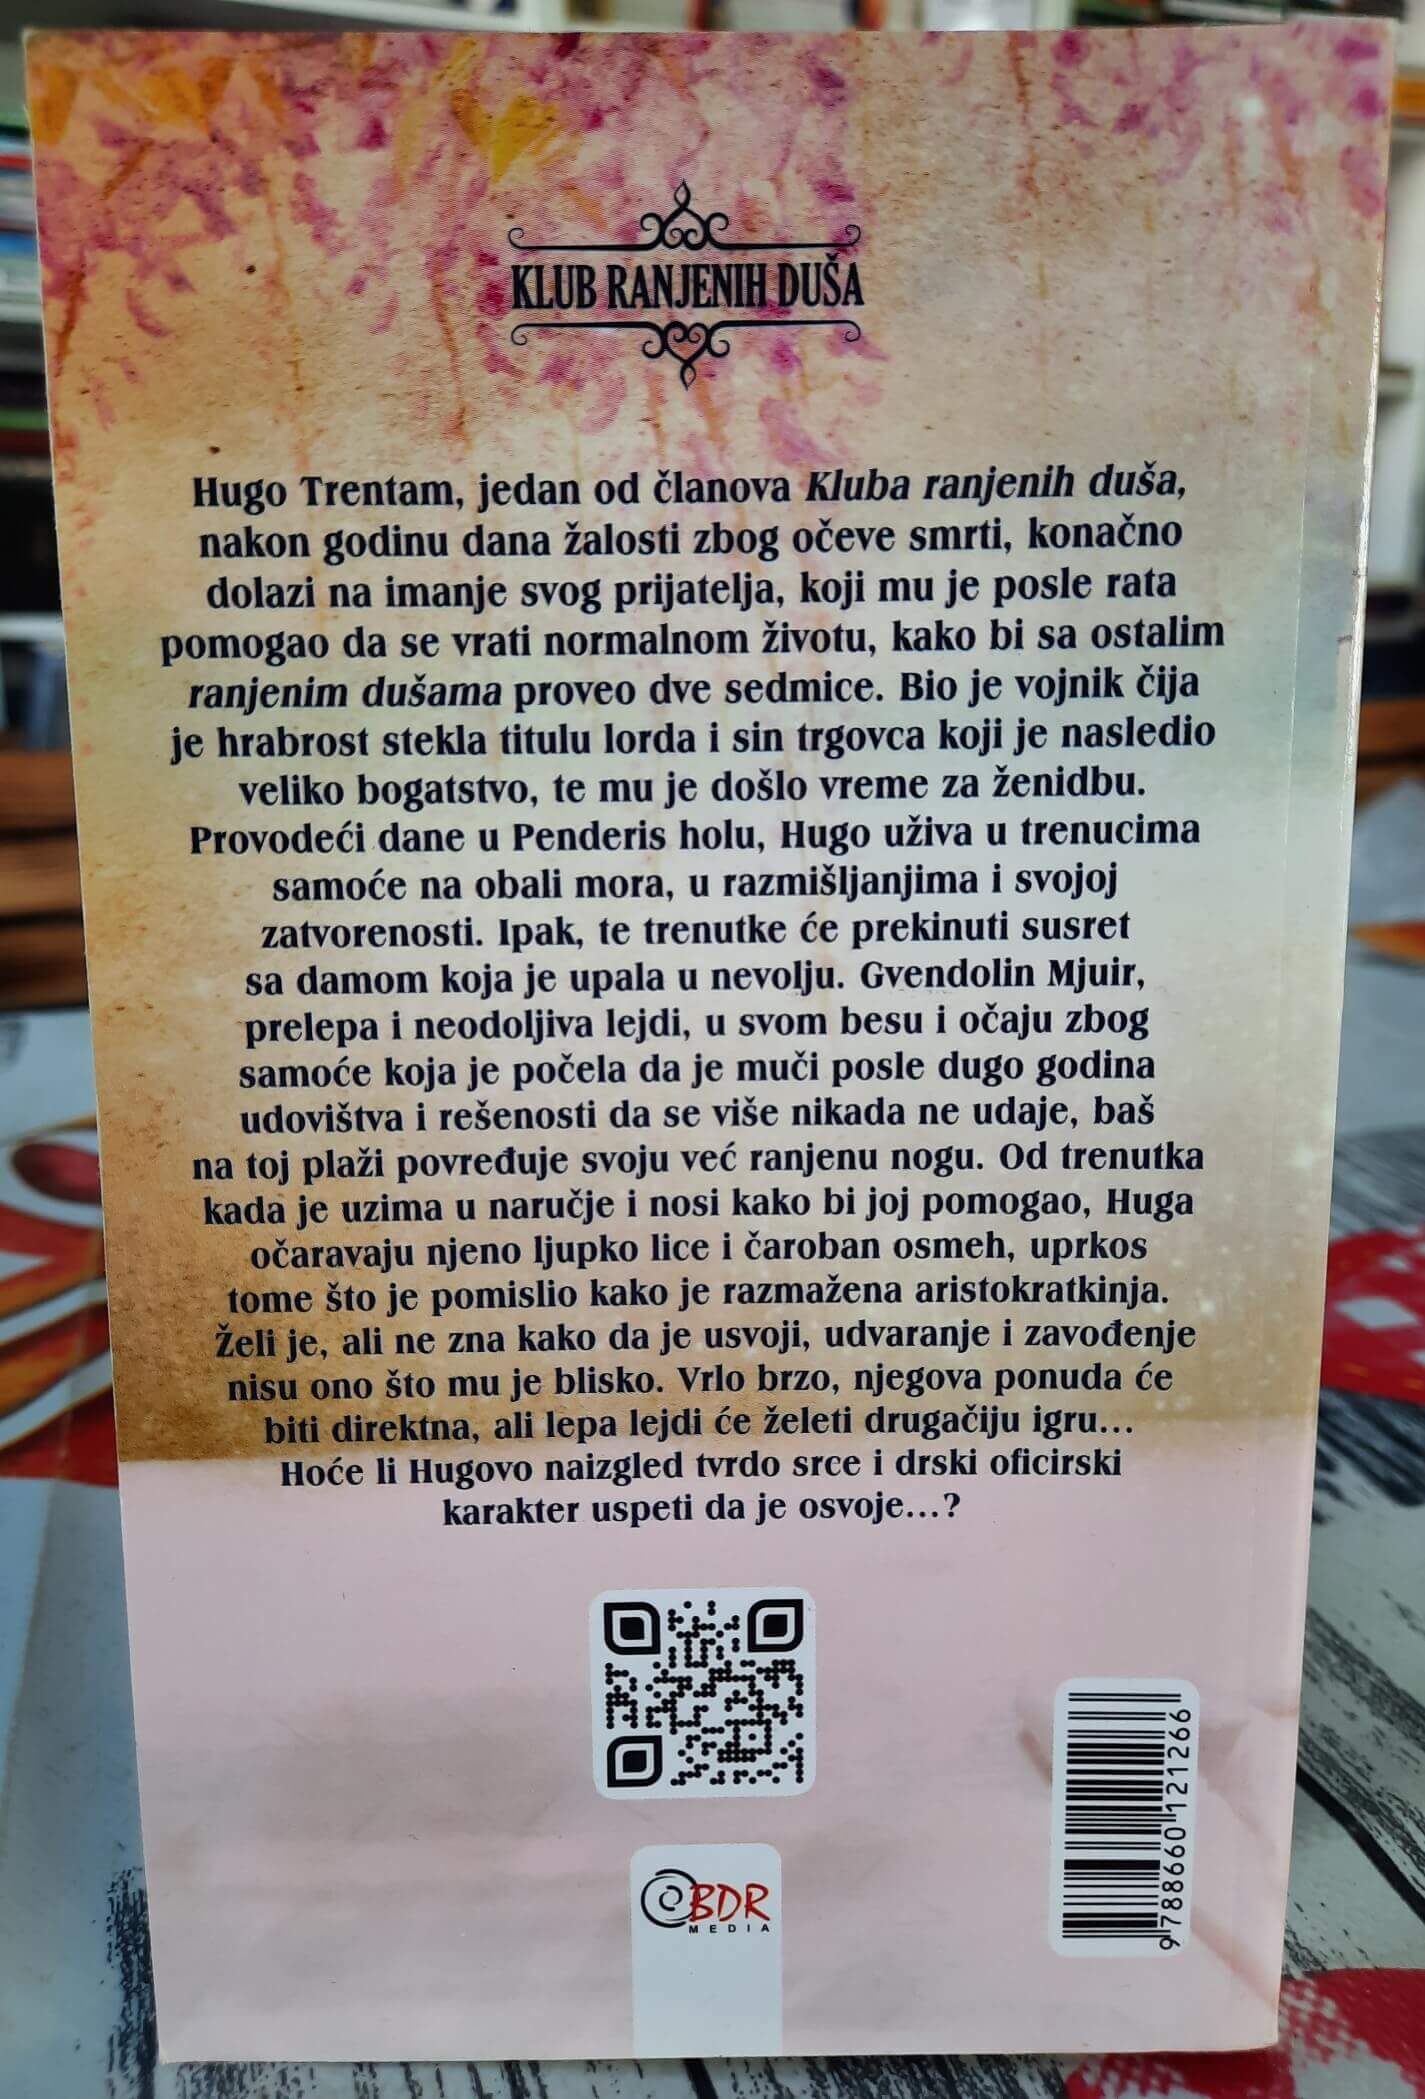 KLUB RANJENIH DUŠA
Hugo Trentam, jedan od članova Kluba ranjenih duša,
nakon godinu dana žalosti zbog očeve smrti, konačno
dolazi na imanje svog prijatelja, koji mu je posle rata
pomogao da se vrati normalnom životu, kako bi sa ostalim
ranjenim dušama proveo dve sedmice. Bio je vojnik čija
je hrabrost stekla titulu lorda i sin trgovca koji je nasledio
veliko bogatstvo, te mu je došlo vreme za ženidbu.
Provodeći dane u Penderis holu, Hugo uživa u trenucima
samoće na obali mora, u razmišljanjima i svojoj
zatvorenosti. Ipak, te trenutke će prekinuti susret
sa damom koja je upala u nevolju. Gvendolin Mjuir,
prelepa i neodoljiva lejdi, u svom besu i očaju zbog
samoće koja je počela da je muči posle dugo godina
udovištva i rešenosti da se više nikada ne udaje, baš
na toj plaži povređuje svoju već ranjenu nogu. Od trenutka
kada je uzima u naručje i nosi kako bi joj pomogao, Huga
očaravaju njeno ljupko lice i čaroban osmeh, uprkos
tome što je pomislio kako je razmažena aristokratkinja.
Želi je, ali ne zna kako da je usvoji, udvaranje i zavođenje
nisu ono što mu je blisko. Vrlo brzo, njegova ponuda će
biti direktna, ali lepa lejdi će želeti drugačiju igru...
Hoće li Hugovo naizgled tvrdo srce i drski oficirski
karakter uspeti da je osvoje...?
BDR
MEDIA
9788660121266